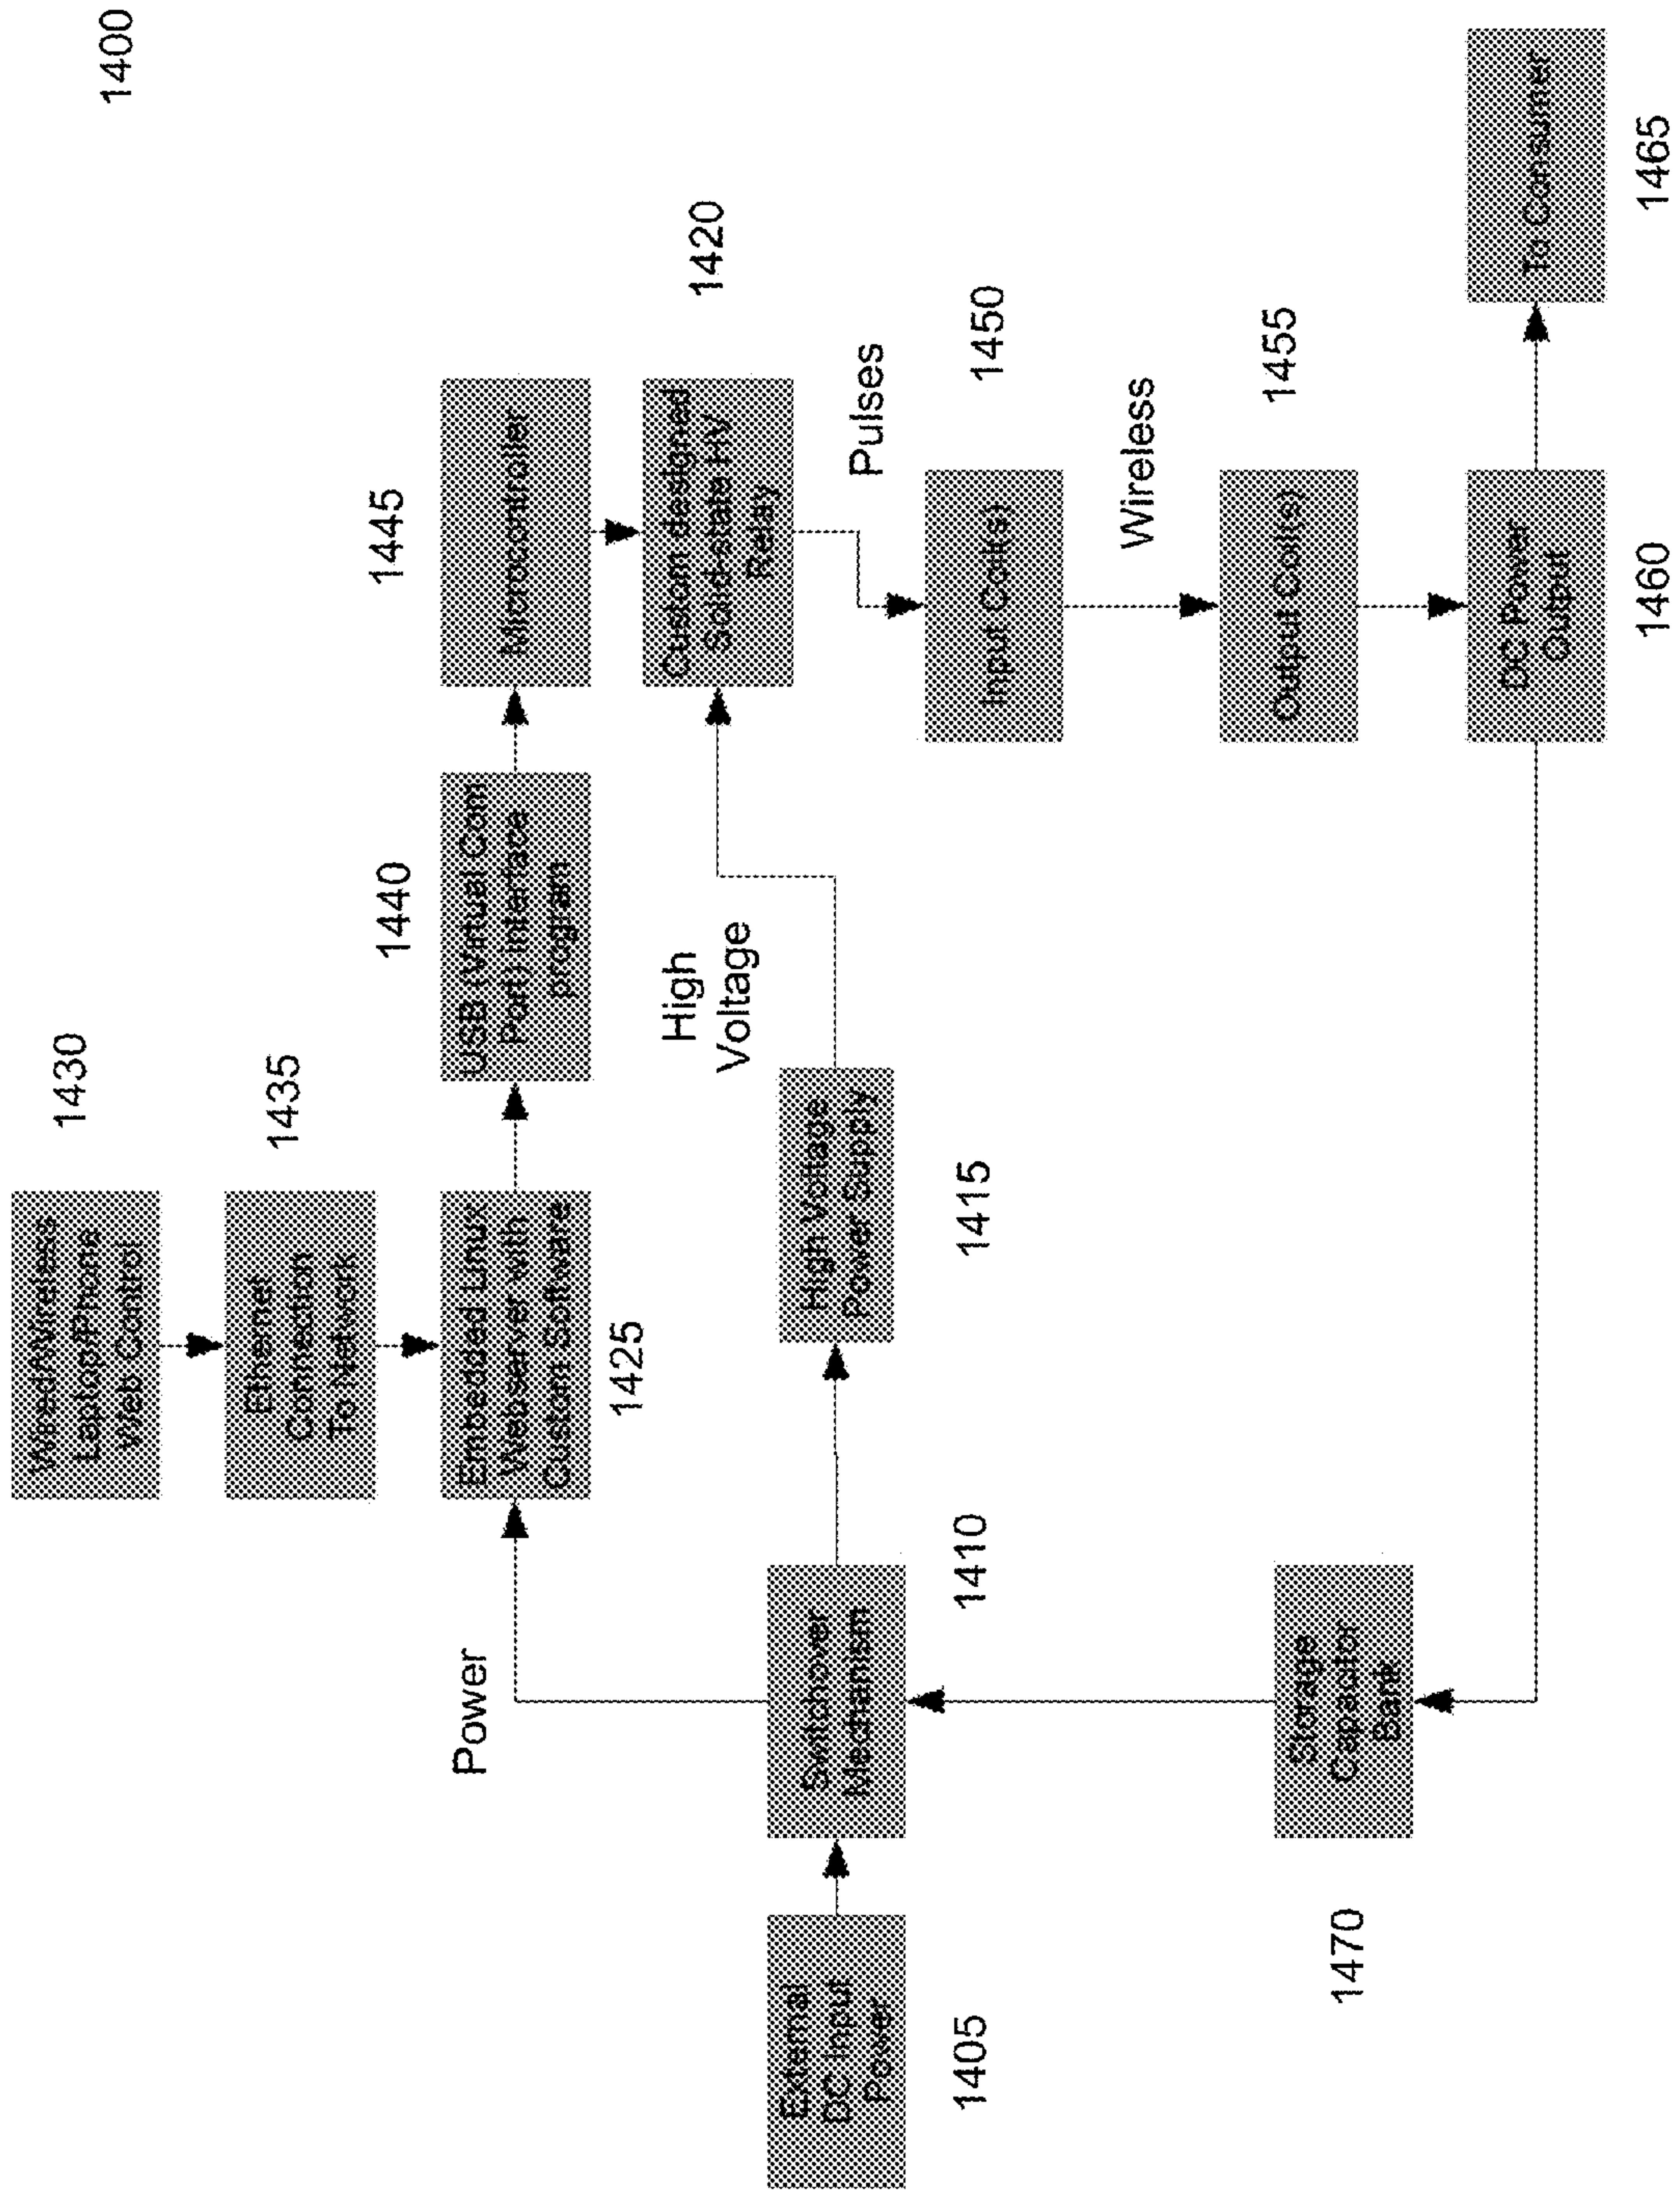 1400
1430
Wired/Wireless
Laptop/Phone
Web Control
1435
Ethernet
Connection
To Network
Embedded Linux
Webserver with
Custom Software
1425
1440
USB (Virtual Com
Port) interface
program
1445
Microcontroller
Custom designed
Solid-state HV
Relay
1420
Power
High
Voltage
Pulses
External
DC Input
Power
1405
Switchover
Mechanism
1410
High Voltage
Power Supply
1415
Input Coil(s)
1450
Wireless
Output Coil(s)
1455
Storage
Capacitor
Bank
1470
DC Power
Output
1460
To Consumer
1465